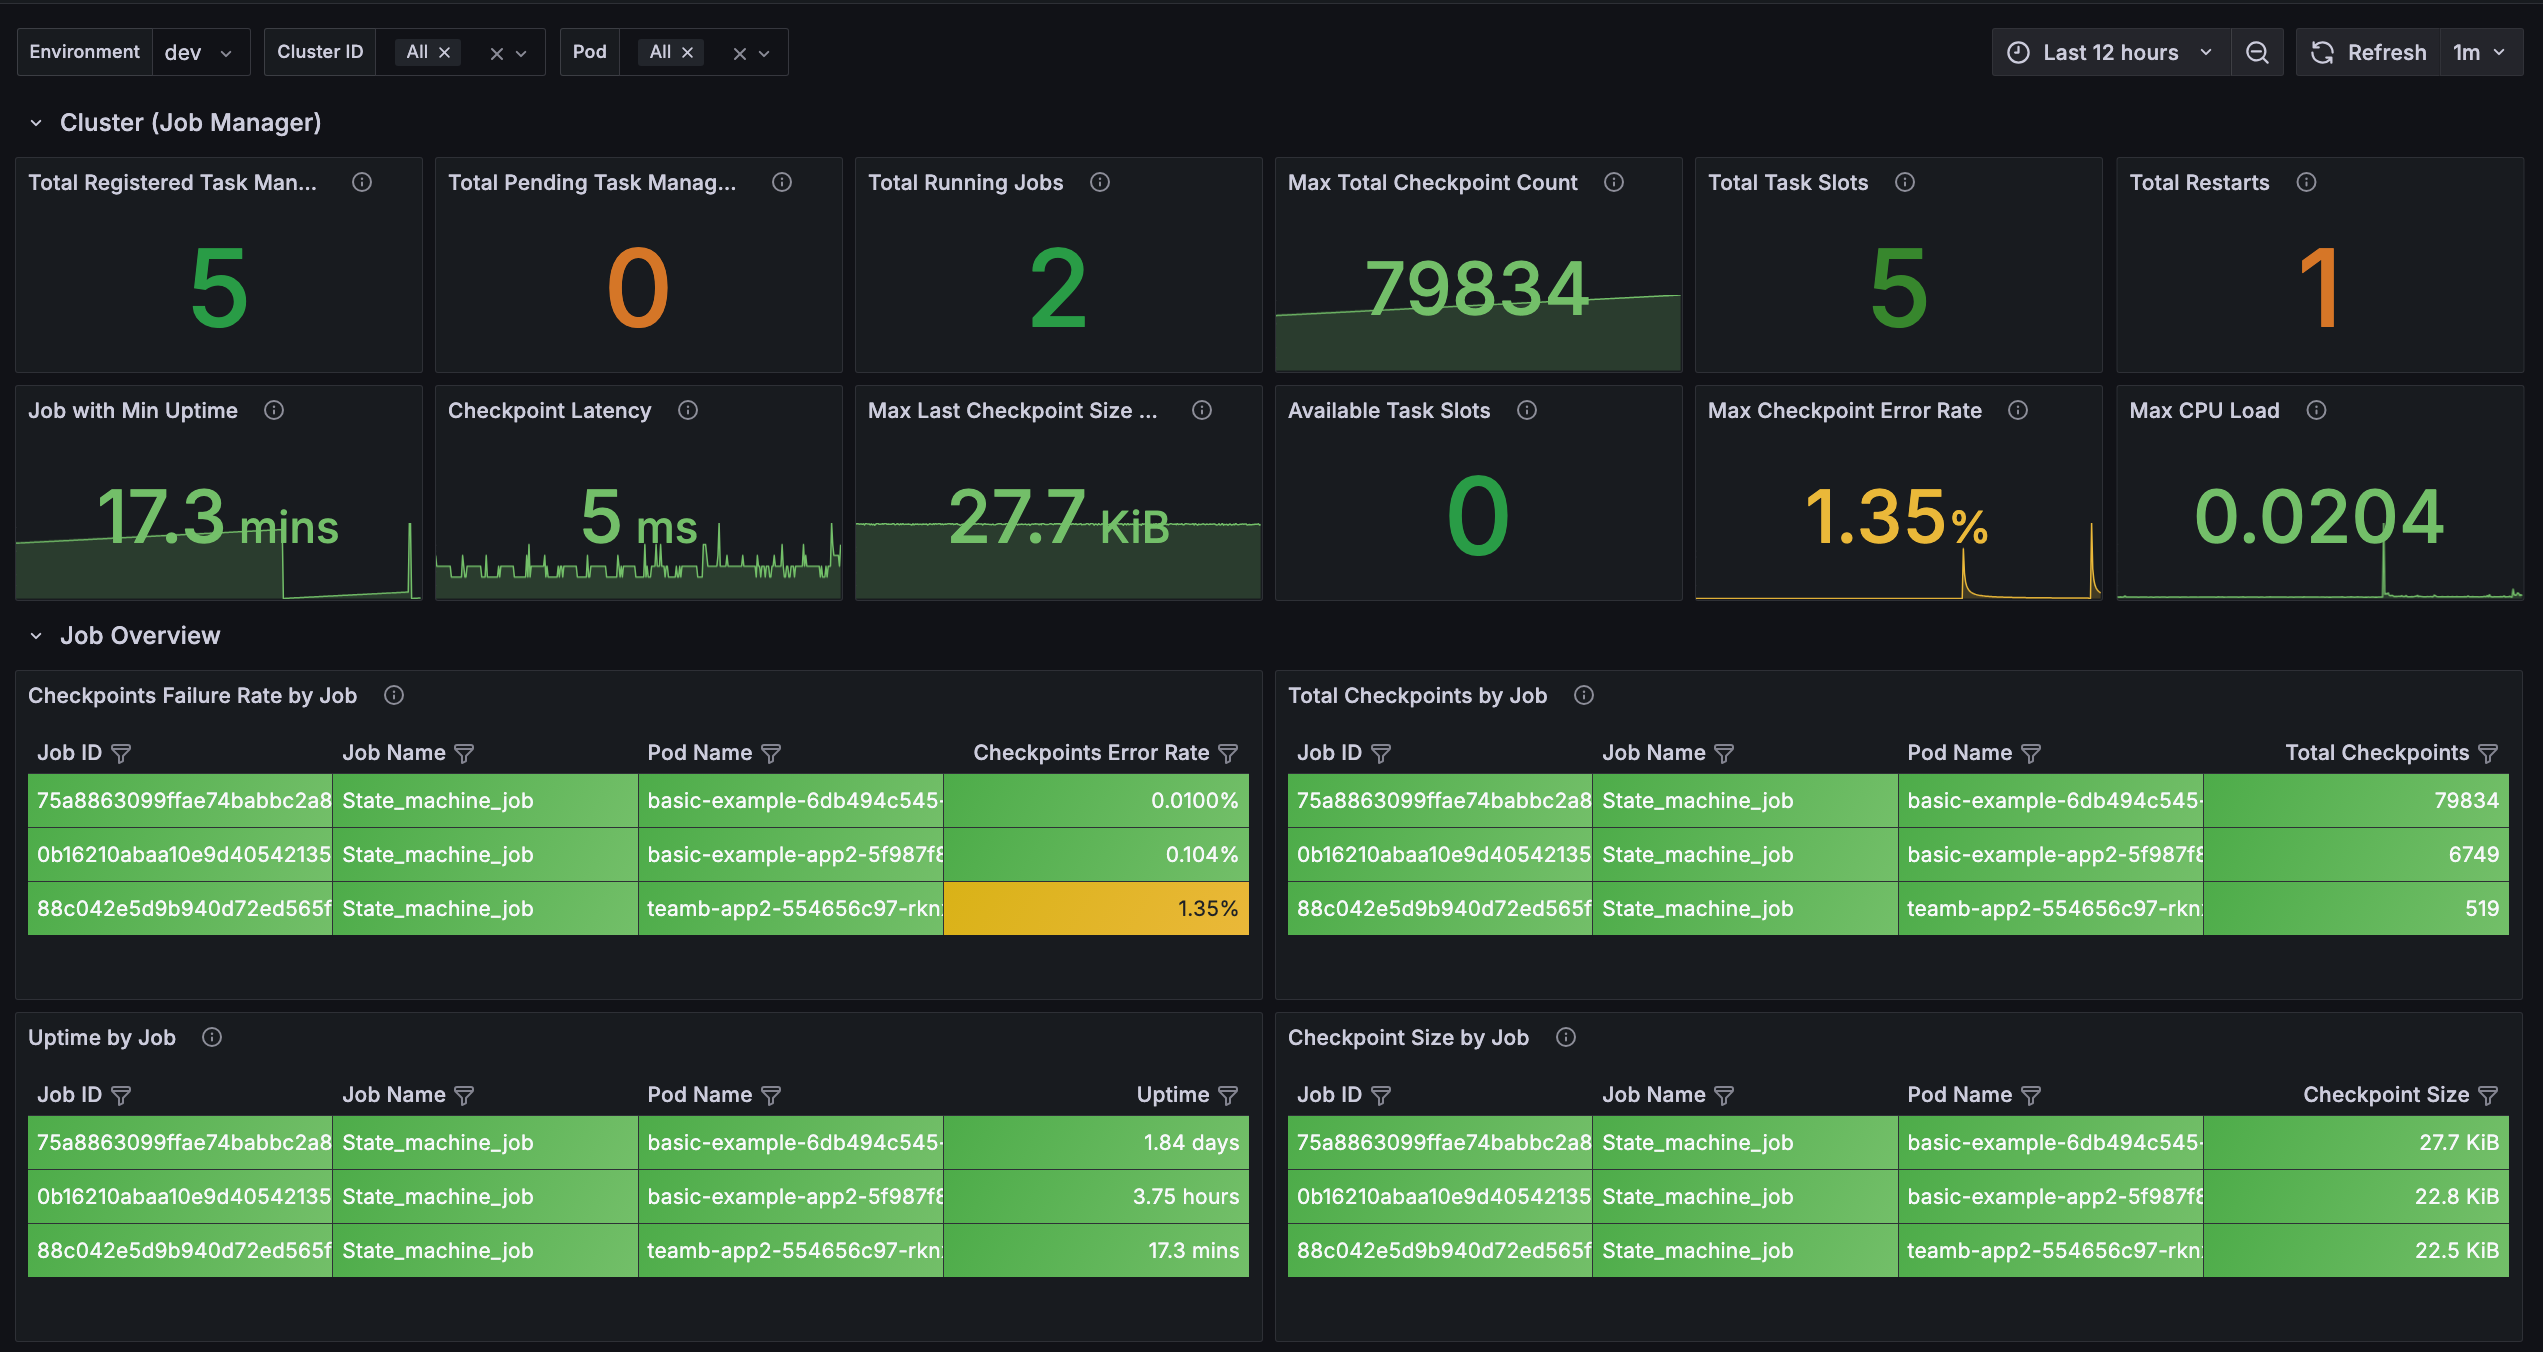 Environment dev Cluster ID All Pod All Last 12 hours Refresh 1m
Cluster (Job Manager)
Total Registered Task Man... Total Pending Task Manag... Total Running Jobs Max Total Checkpoint Count Total Task Slots Total Restarts
5 0 2 79834 5 1
Job with Min Uptime Checkpoint Latency Max Last Checkpoint Size ... Available Task Slots Max Checkpoint Error Rate Max CPU Load
17.3 mins 5 ms 27.7 KiB 0 1.35% 0.0204
Job Overview
Checkpoints Failure Rate by Job
Job ID Job Name Pod Name Checkpoints Error Rate
75a8863099ffae74babbc2a8 State_machine_job basic-example-6db494c545- 0.0100%
0b16210abaa10e9d40542135 State_machine_job basic-example-app2-5f987f8 0.104%
88c042e5d9b940d72ed565f State_machine_job teamb-app2-554656c97-rkn 1.35%
Total Checkpoints by Job
Job ID Job Name Pod Name Total Checkpoints
75a8863099ffae74babbc2a8 State_machine_job basic-example-6db494c545- 79834
0b16210abaa10e9d40542135 State_machine_job basic-example-app2-5f987f8 6749
88c042e5d9b940d72ed565f State_machine_job teamb-app2-554656c97-rkn 519
Uptime by Job
Job ID Job Name Pod Name Uptime
75a8863099ffae74babbc2a8 State_machine_job basic-example-6db494c545- 1.84 days
0b16210abaa10e9d40542135 State_machine_job basic-example-app2-5f987f8 3.75 hours
88c042e5d9b940d72ed565f State_machine_job teamb-app2-554656c97-rkn 17.3 mins
Checkpoint Size by Job
Job ID Job Name Pod Name Checkpoint Size
75a8863099ffae74babbc2a8 State_machine_job basic-example-6db494c545- 27.7 KiB
0b16210abaa10e9d40542135 State_machine_job basic-example-app2-5f987f8 22.8 KiB
88c042e5d9b940d72ed565f State_machine_job teamb-app2-554656c97-rkn 22.5 KiB